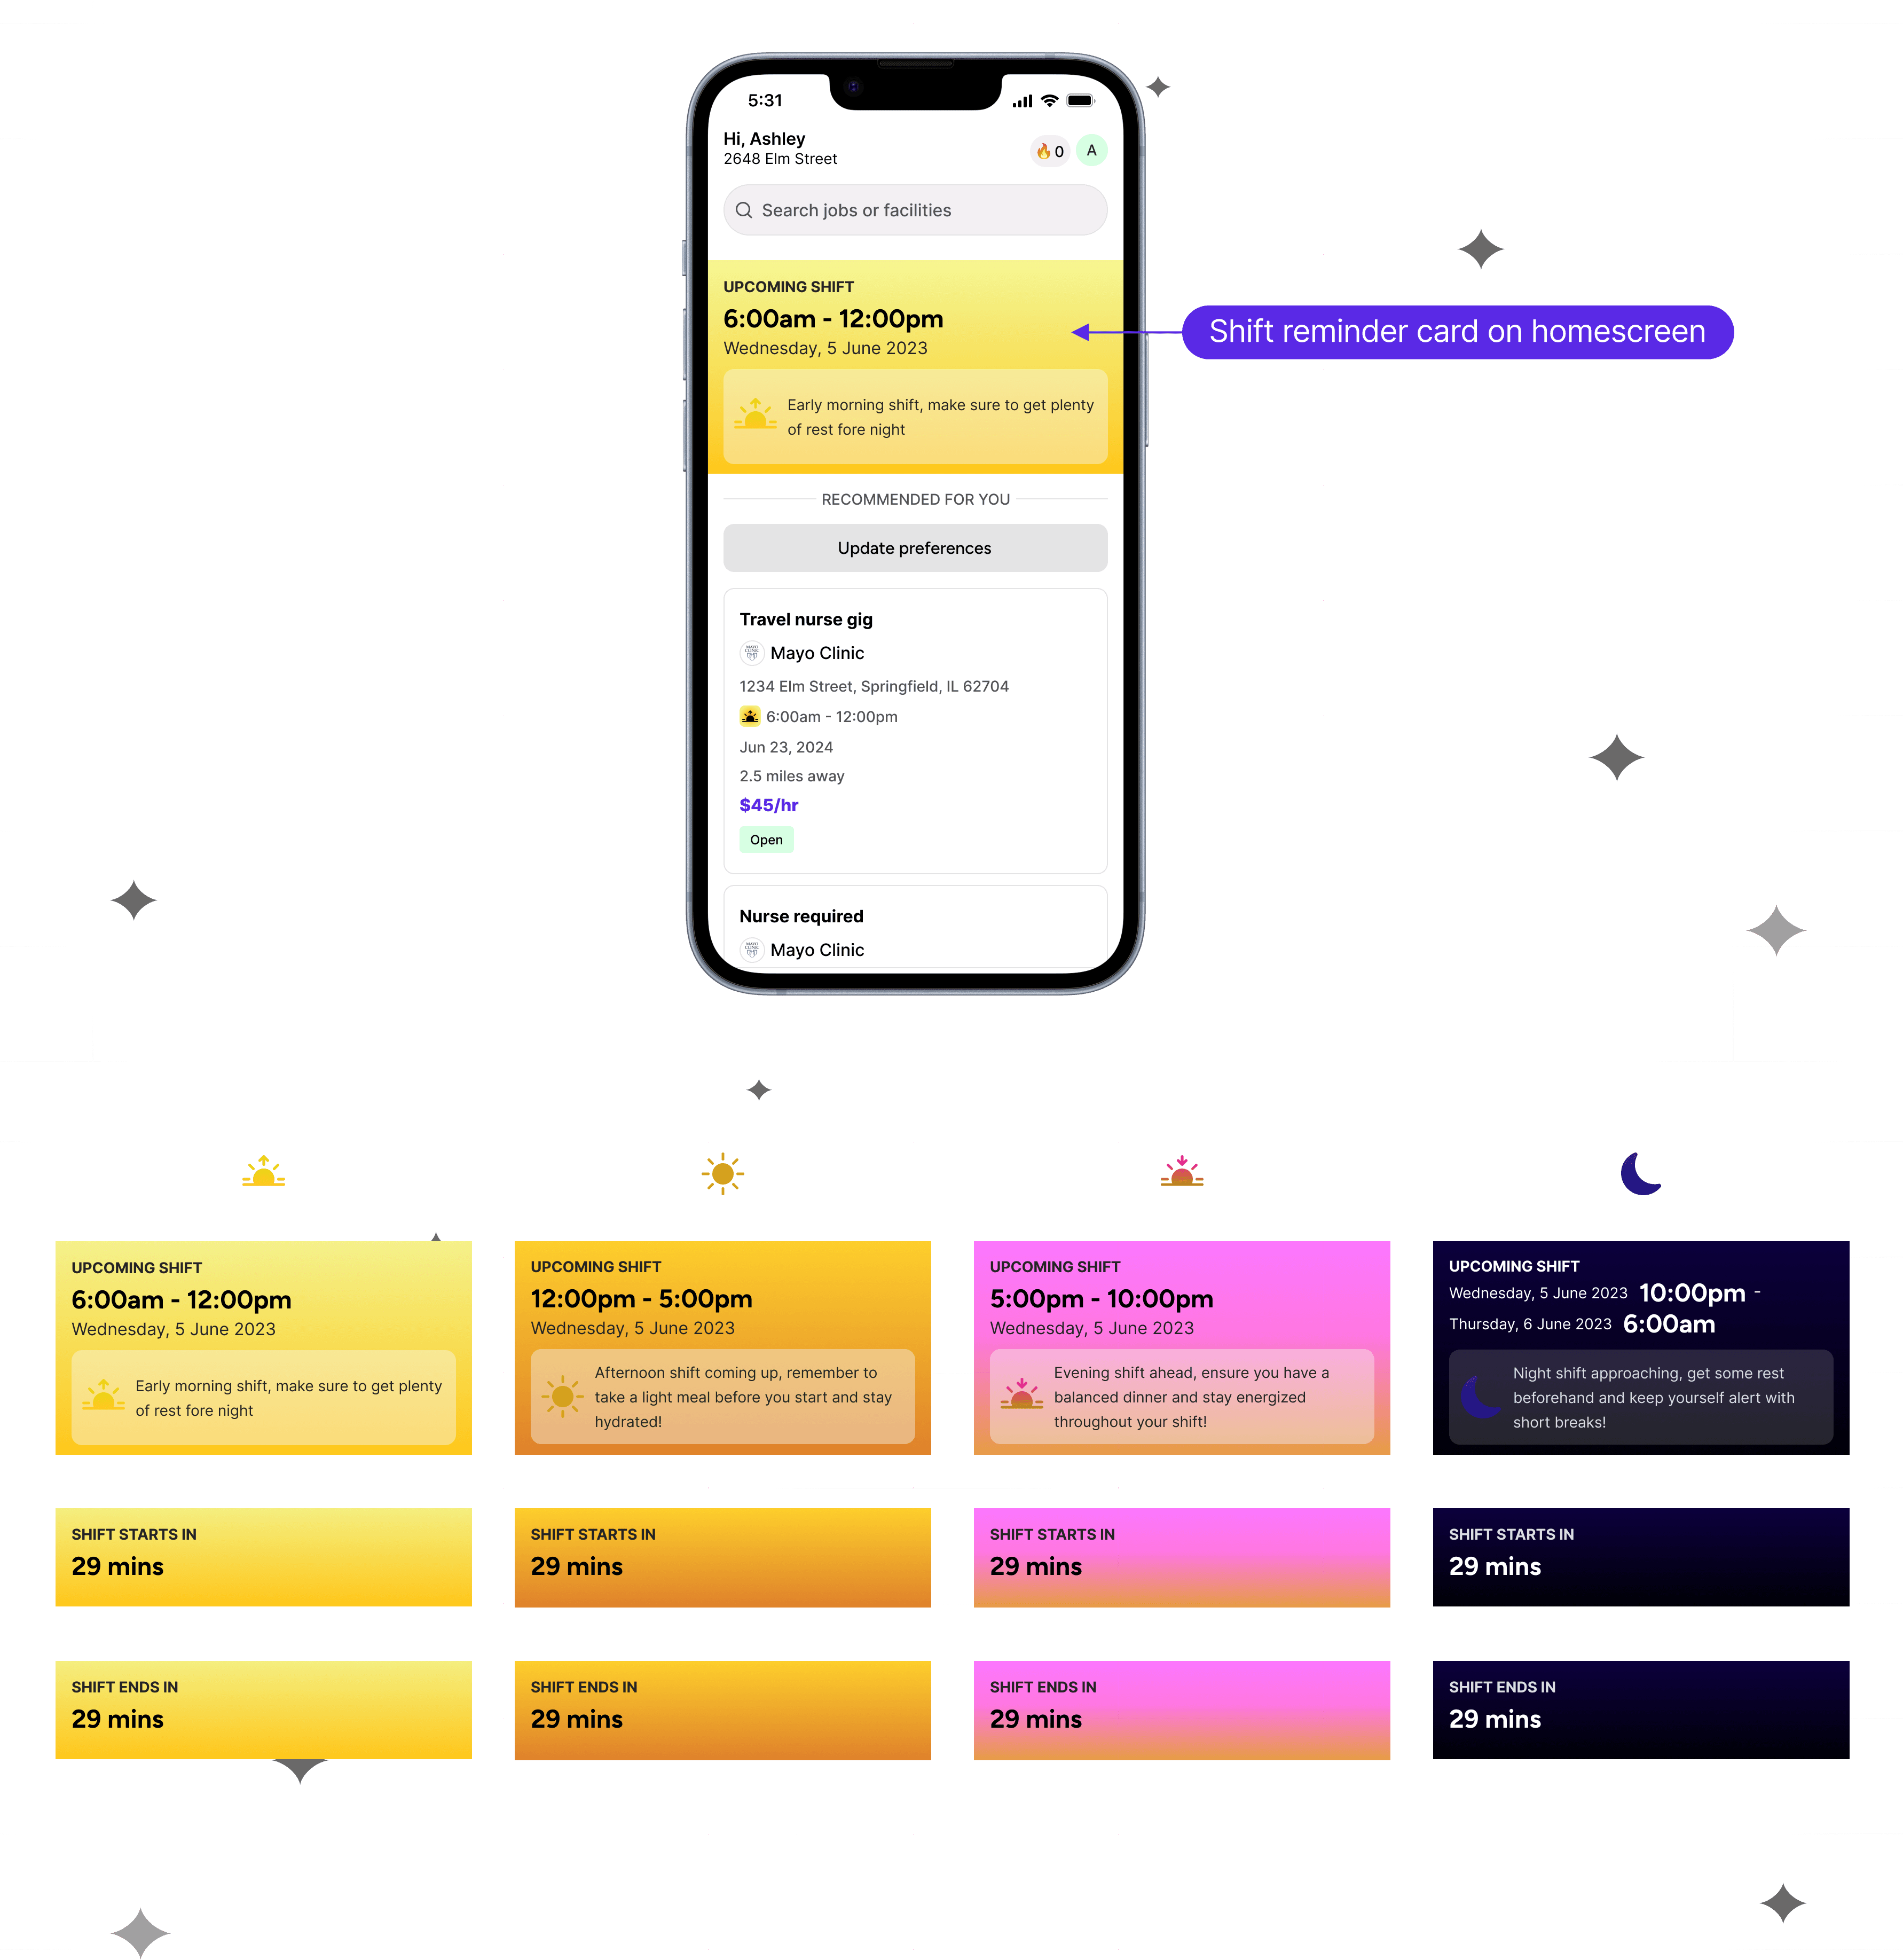 5:31
Hi, Ashley
2648 Elm Street
🔥 0
A
Search jobs or facilities
UPCOMING SHIFT
6:00am - 12:00pm
Wednesday, 5 June 2023
Shift reminder card on homescreen
Early morning shift, make sure to get plenty
of rest fore night
RECOMMENDED FOR YOU
Update preferences
Travel nurse gig
MAYO CLINIC
Mayo Clinic
1234 Elm Street, Springfield, IL 62704
6:00am - 12:00pm
Jun 23, 2024
2.5 miles away
$45/hr
Open
Nurse required
MAYO CLINIC
Mayo Clinic
UPCOMING SHIFT
6:00am - 12:00pm
Wednesday, 5 June 2023
Early morning shift, make sure to get plenty
of rest fore night
UPCOMING SHIFT
12:00pm - 5:00pm
Wednesday, 5 June 2023
Afternoon shift coming up, remember to
take a light meal before you start and stay
hydrated!
UPCOMING SHIFT
5:00pm - 10:00pm
Wednesday, 5 June 2023
Evening shift ahead, ensure you have a
balanced dinner and stay energized
throughout your shift!
UPCOMING SHIFT
Wednesday, 5 June 2023 10:00pm -
Thursday, 6 June 2023 6:00am
Night shift approaching, get some rest
beforehand and keep yourself alert with
short breaks!
SHIFT STARTS IN
29 mins
SHIFT STARTS IN
29 mins
SHIFT STARTS IN
29 mins
SHIFT STARTS IN
29 mins
SHIFT ENDS IN
29 mins
SHIFT ENDS IN
29 mins
SHIFT ENDS IN
29 mins
SHIFT ENDS IN
29 mins